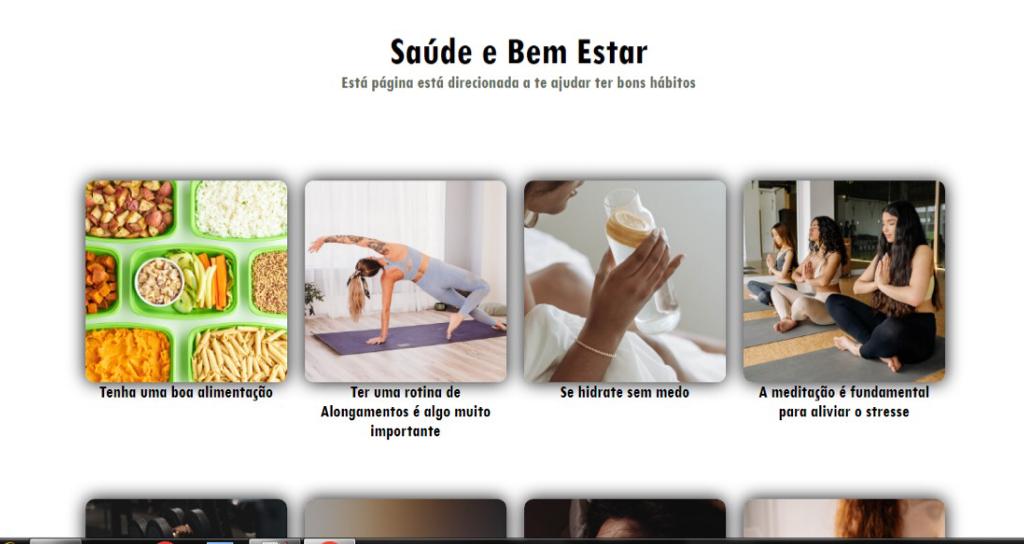 Saúde e Bem Estar
Está página está direcionada a te ajudar ter bons hábitos
Tenha uma boa alimentação
Ter uma rotina de
Alongamentos é algo muito
importante
Se hidrate sem medo
A meditação é fundamental
para aliviar o stresse